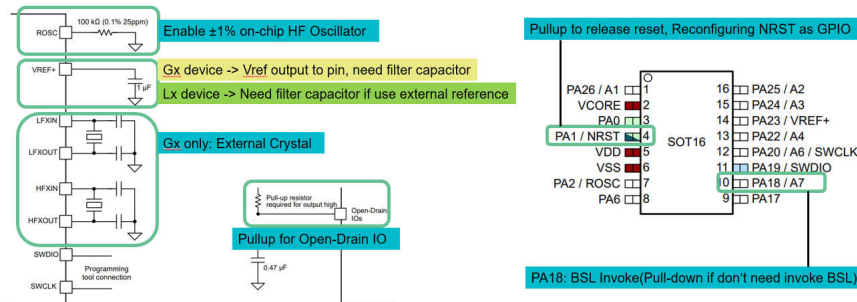 ROSC
100 kΩ (0.1% 25ppm)
Enable ±1% on-chip HF Oscillator
VREF+
1 µF
Gx device -> Vref output to pin, need filter capacitor
Lx device -> Need filter capacitor if use external reference
LFXIN
LFXOUT
HFXIN
HFXOUT
Gx only: External Crystal
SWDIO
SWCLK
Programming
tool connection
Pull-up resistor
required for output high
Open-Drain
IOs
Pullup for Open-Drain IO
0.47 µF
Pullup to release reset, Reconfiguring NRST as GPIO
PA26 / A1 1
VCORE 2
PA0 3
PA1 / NRST 4
VDD 5
VSS 6
PA2 / ROSC 7
PA6 8
SOT16
16 PA25 / A2
15 PA24 / A3
14 PA23 / VREF+
13 PA22 / A4
12 PA20 / A6 / SWCLK
11 PA19 / SWDIO
10 PA18 / A7
9 PA17
PA18: BSL Invoke(Pull-down if don't need invoke BSL)